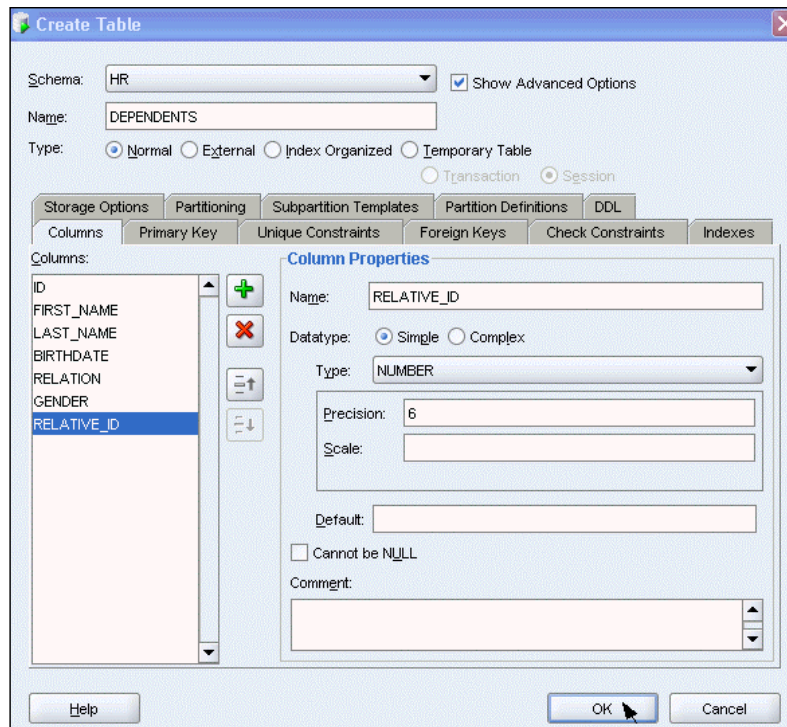 Create Table
Schema: HR Show Advanced Options
Name: DEPENDENTS
Type: Normal External Index Organized Temporary Table
Transaction Session
Storage Options Partitioning Subpartition Templates Partition Definitions DDL
Columns Primary Key Unique Constraints Foreign Keys Check Constraints Indexes
Columns:
ID
FIRST_NAME
LAST_NAME
BIRTHDATE
RELATION
GENDER
RELATIVE_ID
Column Properties
Name: RELATIVE_ID
Datatype: Simple Complex
Type: NUMBER
Precision: 6
Scale:
Default:
Cannot be NULL
Comment:
Help OK Cancel